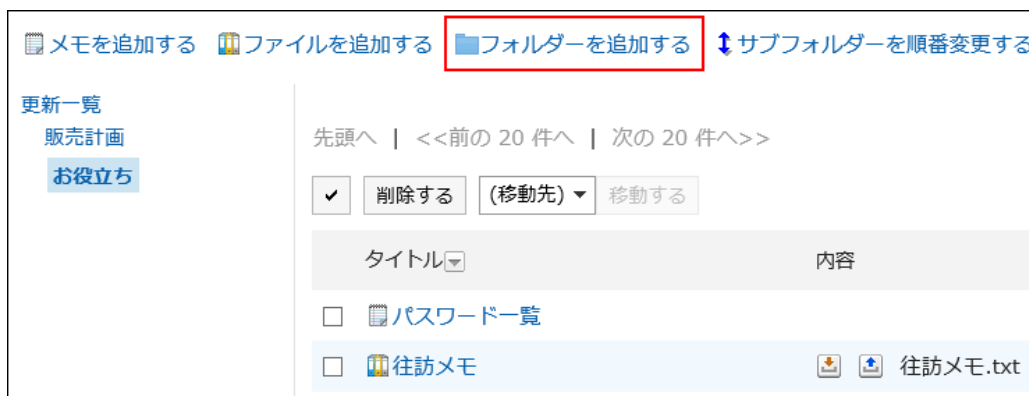 メモを追加する ファイルを追加する フォルダーを追加する サブフォルダーを順番変更する
更新一覧
販売計画
お役立ち
先頭へ | <<前の 20 件へ | 次の 20 件へ>>
削除する (移動先) 移動する
タイトル 内容
パスワード一覧
往訪メモ 往訪メモ.txt